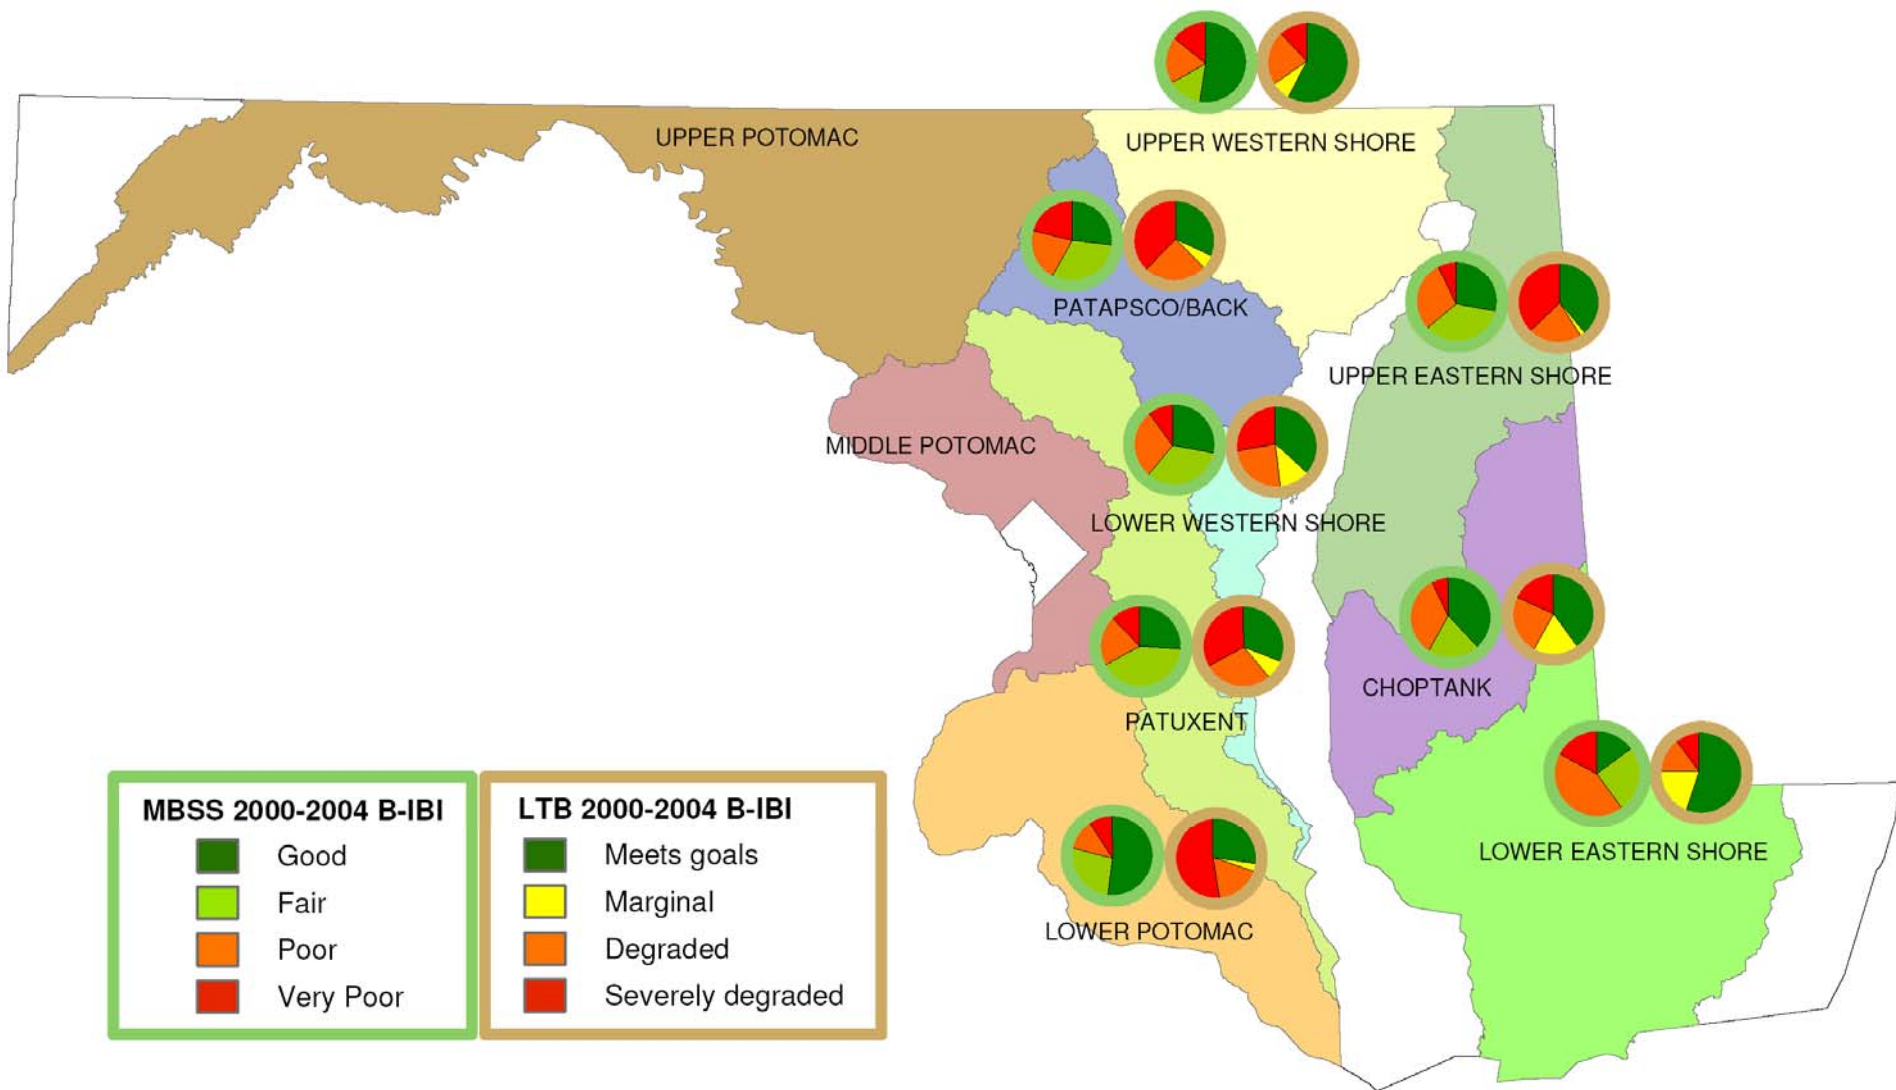 UPPER POTOMAC
UPPER WESTERN SHORE
PATAPSCO/BACK
UPPER EASTERN SHORE
MIDDLE POTOMAC
LOWER WESTERN SHORE
CHOPTANK
PATUXENT
LOWER EASTERN SHORE
LOWER POTOMAC
MBSS 2000-2004 B-IBI
Good
Fair
Poor
Very Poor
LTB 2000-2004 B-IBI
Meets goals
Marginal
Degraded
Severely degraded